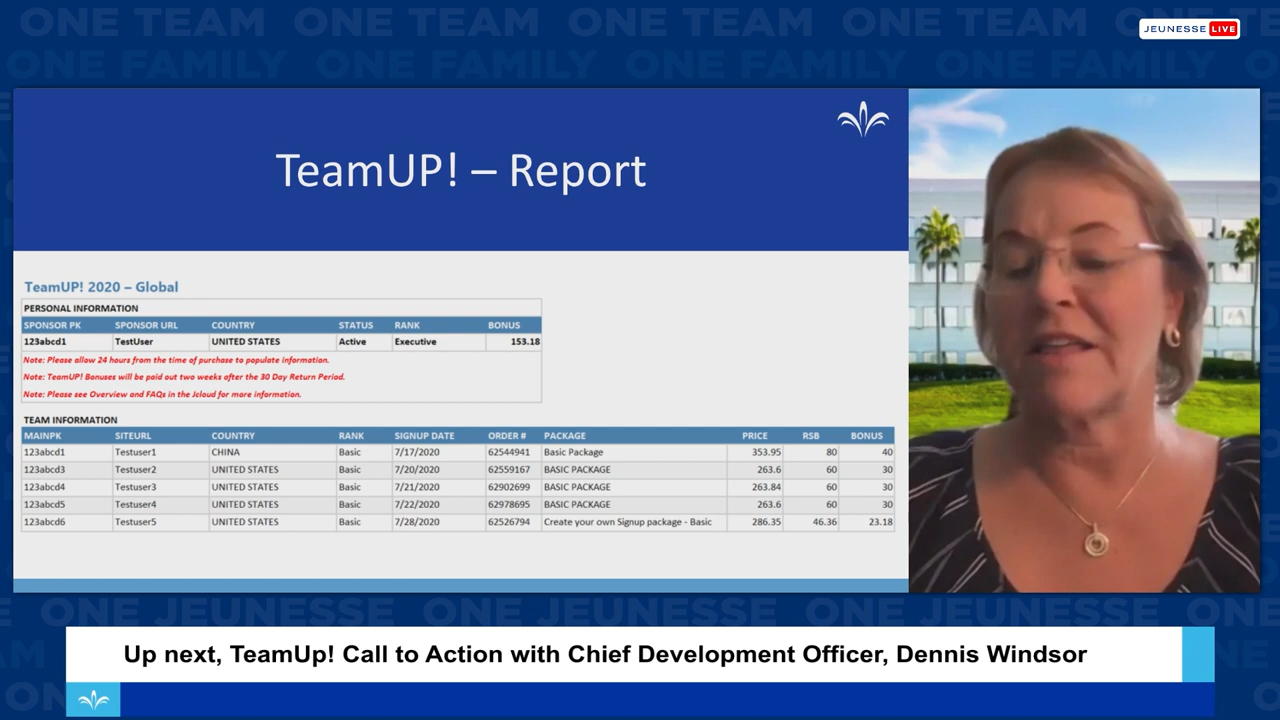 ONE TEAM ONE TEAM ONE TEAM ONE TE
JEUNESSE LIVE
ONE FAMILY ONE FAMILY ONE FAMILY ONE FAMILY
TeamUP! – Report
TeamUP! 2020 – Global
PERSONAL INFORMATION
SPONSOR PK SPONSOR URL COUNTRY STATUS RANK BONUS
123abcd1 TestUser UNITED STATES Active Executive 153.18
Note: Please allow 24 hours from the time of purchase to populate information.
Note: TeamUP! Bonuses will be paid out two weeks after the 30 Day Return Period.
Note: Please see Overview and FAQs in the Jcloud for more information.
TEAM INFORMATION
MAINPK SITEURL COUNTRY RANK SIGNUP DATE ORDER # PACKAGE PRICE RSB BONUS
123abcd1 Testuser1 CHINA Basic 7/17/2020 62544941 Basic Package 353.95 80 40
123abcd3 Testuser2 UNITED STATES Basic 7/20/2020 62559167 BASIC PACKAGE 263.6 60 30
123abcd4 Testuser3 UNITED STATES Basic 7/21/2020 62902699 BASIC PACKAGE 263.84 60 30
123abcd5 Testuser4 UNITED STATES Basic 7/22/2020 62978695 BASIC PACKAGE 263.6 60 30
123abcd6 Testuser5 UNITED STATES Basic 7/28/2020 62526794 Create your own Signup package - Basic 286.35 46.36 23.18
ONE JEUNESSE ONE JEUNESSE ONE JEUNESSE ONE
Up next, TeamUp! Call to Action with Chief Development Officer, Dennis Windsor